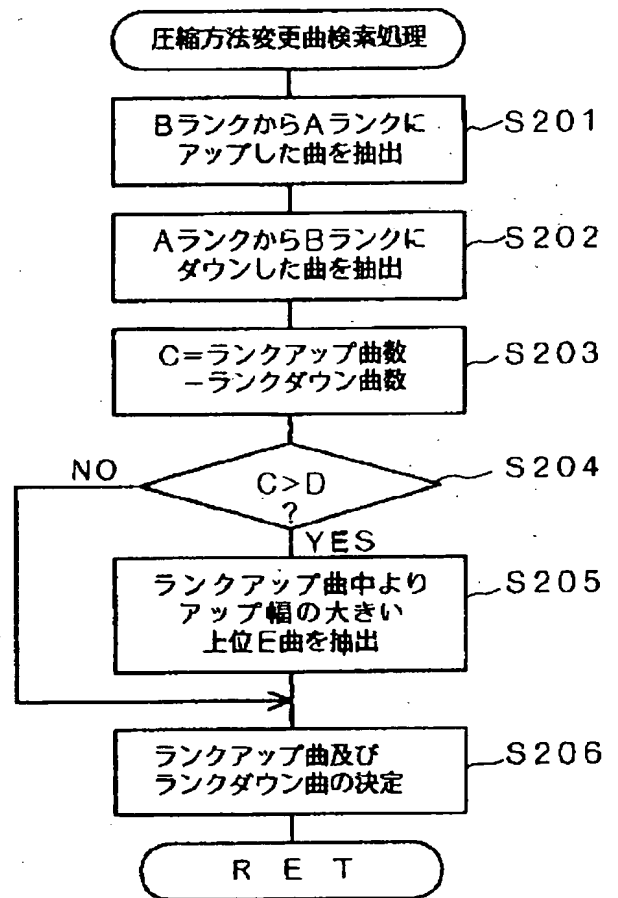 圧縮方法変更曲検索処理
BランクからAランクに
アップした曲を抽出
S201
AランクからBランクに
ダウンした曲を抽出
S202
C=ランクアップ曲数
-ランクダウン曲数
S203
NO
C>D
?
S204
YES
ランクアップ曲中より
アップ幅の大きい
上位E曲を抽出
S205
ランクアップ曲及び
ランクダウン曲の決定
S206
RET